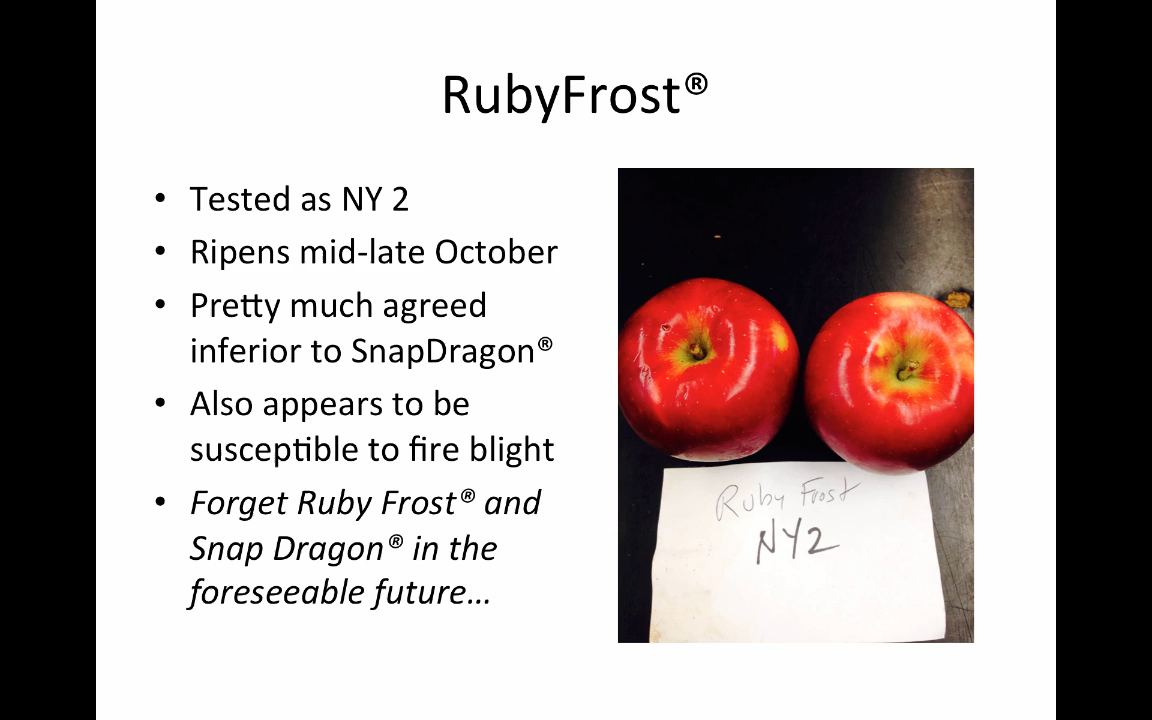 RubyFrost®
• Tested as NY 2
• Ripens mid-late October
• Pretty much agreed
inferior to SnapDragon®
• Also appears to be
susceptible to fire blight
• Forget Ruby Frost® and
Snap Dragon® in the
foreseeable future...
Ruby Frost
NY2